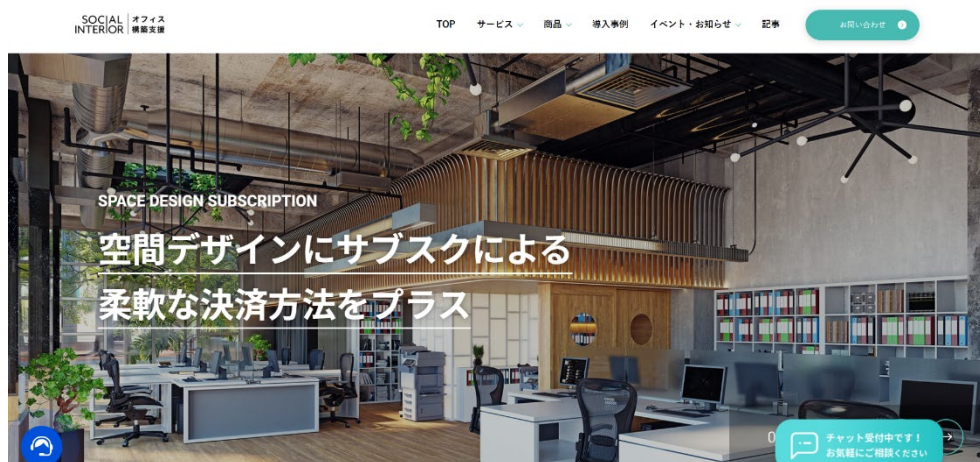 SOCIAL INTERIOR
オフィス構築支援
TOP サービス 商品 導入事例 イベント・お知らせ 記事 お問い合わせ
SPACE DESIGN SUBSCRIPTION
空間デザインにサブスクによる
柔軟な決済方法をプラス
チャット受付中です！
お気軽にご相談ください